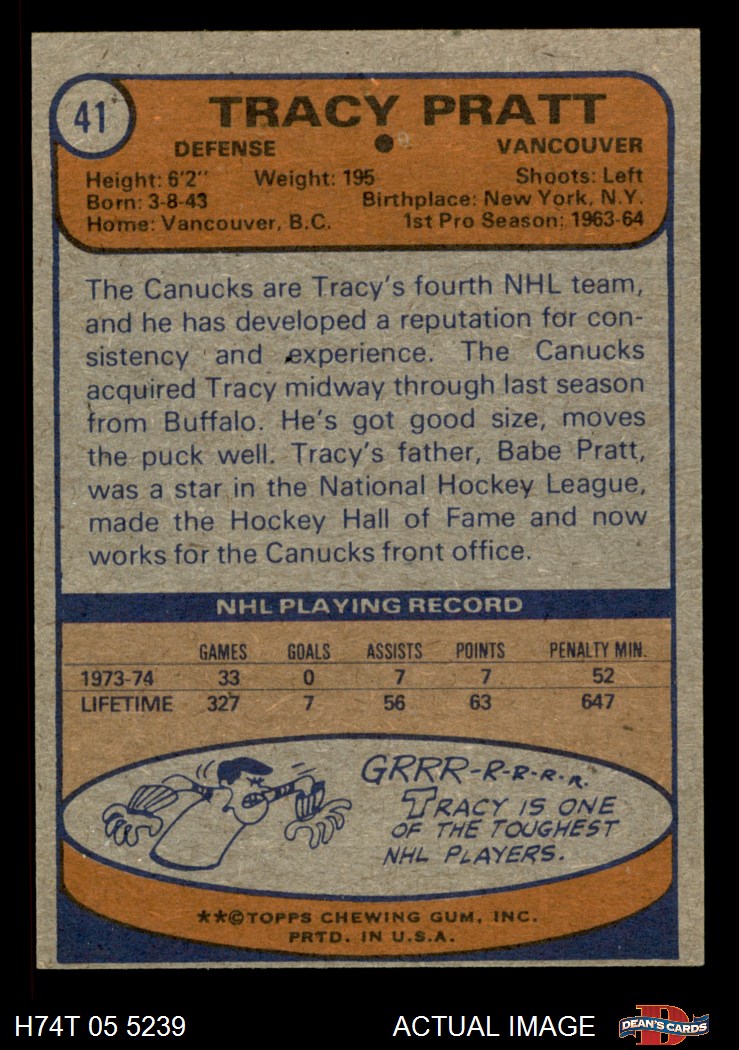 41
TRACY PRATT
DEFENSE VANCOUVER
Height: 6'2" Weight: 195 Shoots: Left
Born: 3-8-43 Birthplace: New York, N.Y.
Home: Vancouver, B.C. 1st Pro Season: 1963-64
The Canucks are Tracy's fourth NHL team,
and he has developed a reputation for con-
sistency and experience. The Canucks
acquired Tracy midway through last season
from Buffalo. He's got good size, moves
the puck well. Tracy's father, Babe Pratt,
was a star in the National Hockey League,
made the Hockey Hall of Fame and now
works for the Canucks front office.
NHL PLAYING RECORD
GAMES GOALS ASSISTS POINTS PENALTY MIN.
1973-74 33 0 7 7 52
LIFETIME 327 7 56 63 647
GRRR-R-R-R-R.
TRACY IS ONE
OF THE TOUGHEST
NHL PLAYERS.
**©TOPPS CHEWING GUM, INC.
PRTD. IN U.S.A.
H74T 05 5239 ACTUAL IMAGE D DEAN'S CARDS